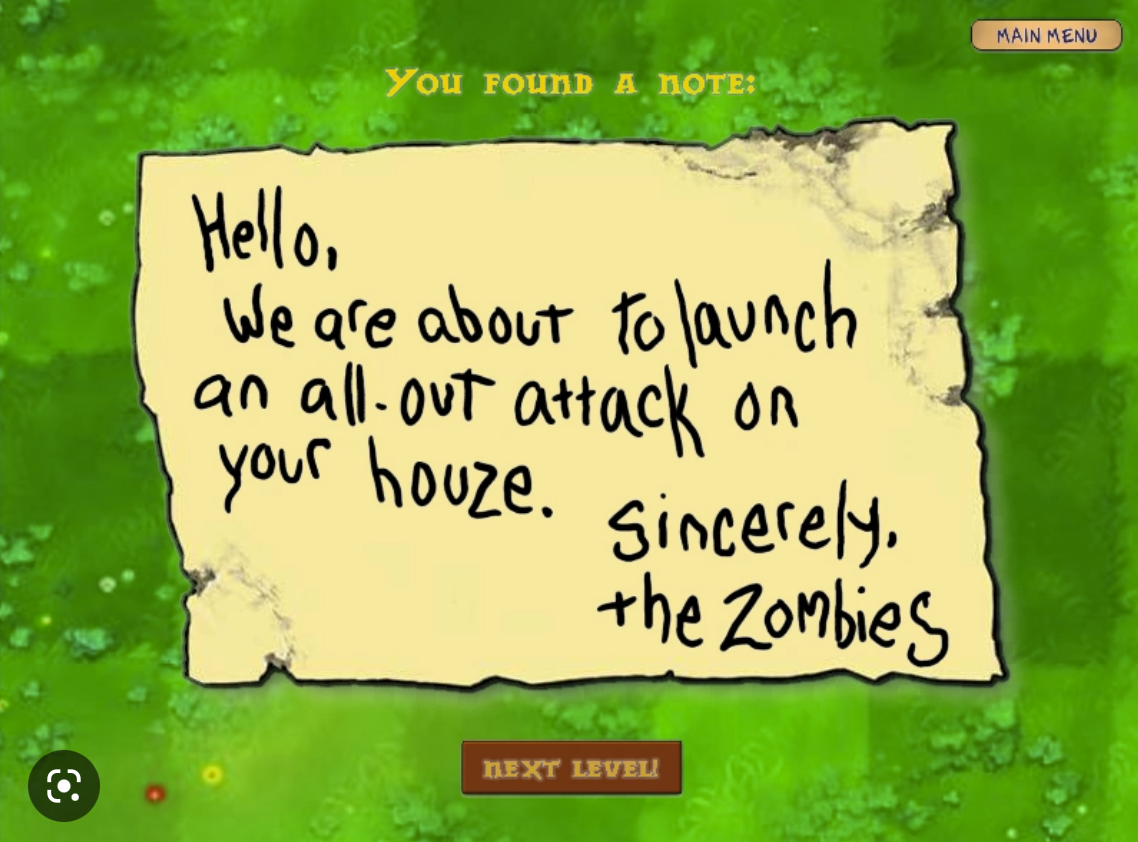 MAIN MENU
You found a note:
Hello,
We are about to launch
an all-out attack on
your houze.
sincerely,
the Zombies
NEXT LEVEL!